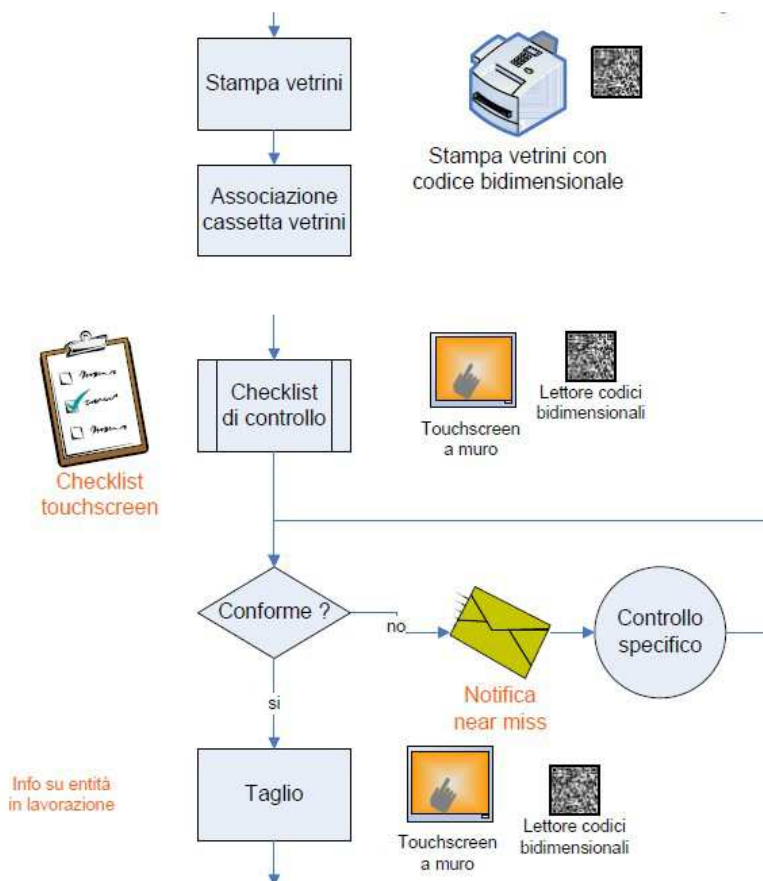 Stampa vetrini
Stampa vetrini con
codice bidimensionale
Associazione
cassetta vetrini
Checklist
di controllo
Touchscreen
a muro
Lettore codici
bidimensionali
Checklist
touchscreen
Conforme ?
no
Controllo
specifico
Notifica
near miss
si
Info su entità
in lavorazione
Taglio
Touchscreen
a muro
Lettore codici
bidimensionali